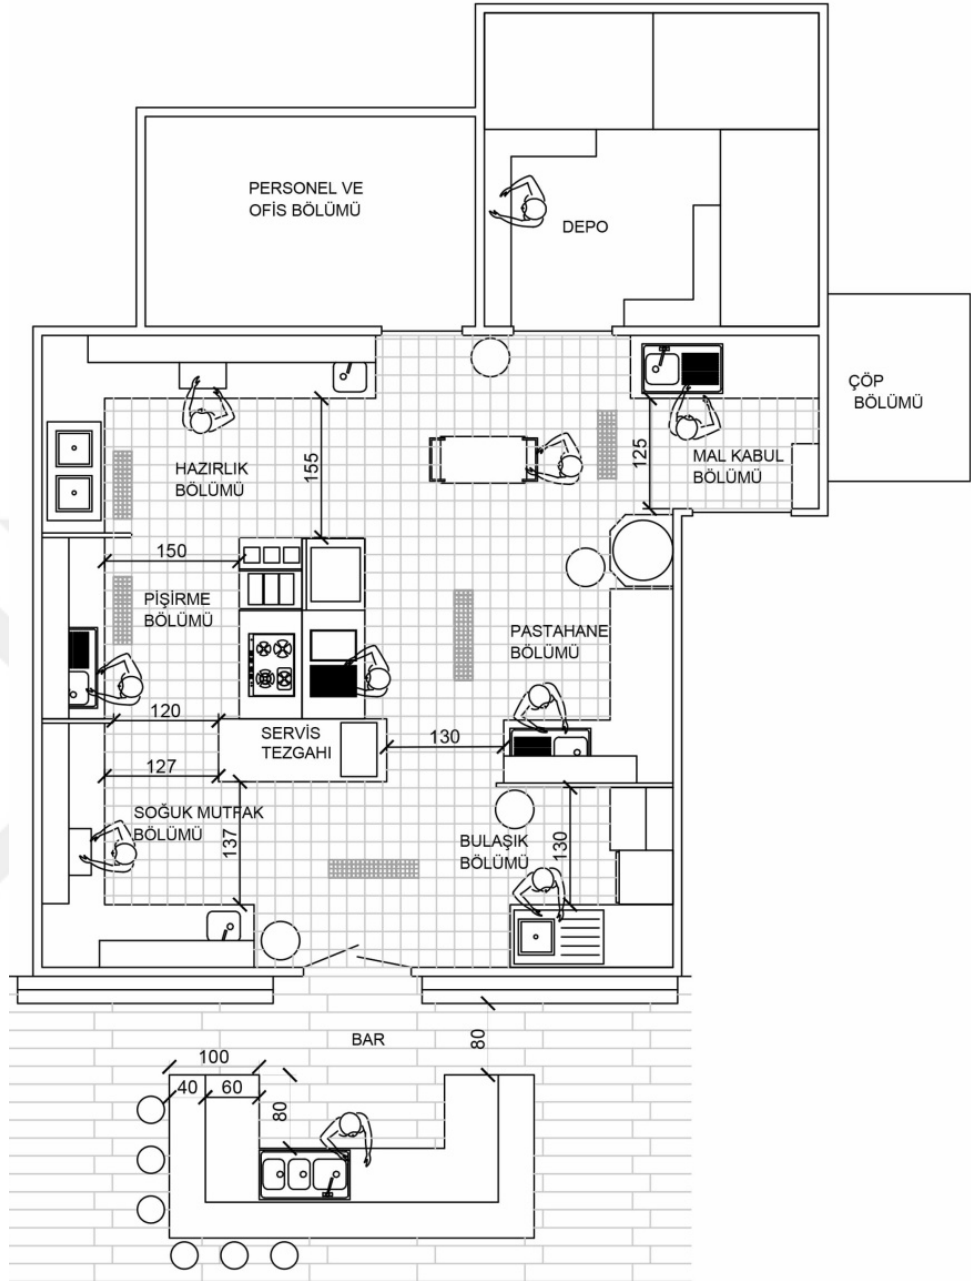 PERSONEL VE
OFİS BÖLÜMÜ
DEPO
ÇÖP
BÖLÜMÜ
HAZIRLIK
BÖLÜMÜ
155
125
MAL KABUL
BÖLÜMÜ
150
PİŞİRME
BÖLÜMÜ
PASTAHANE
BÖLÜMÜ
120
SERVİS
TEZGAHI
130
127
SOĞUK MUTFAK
BÖLÜMÜ
137
BULAŞIK
BÖLÜMÜ
130
BAR
80
100
40
60
80